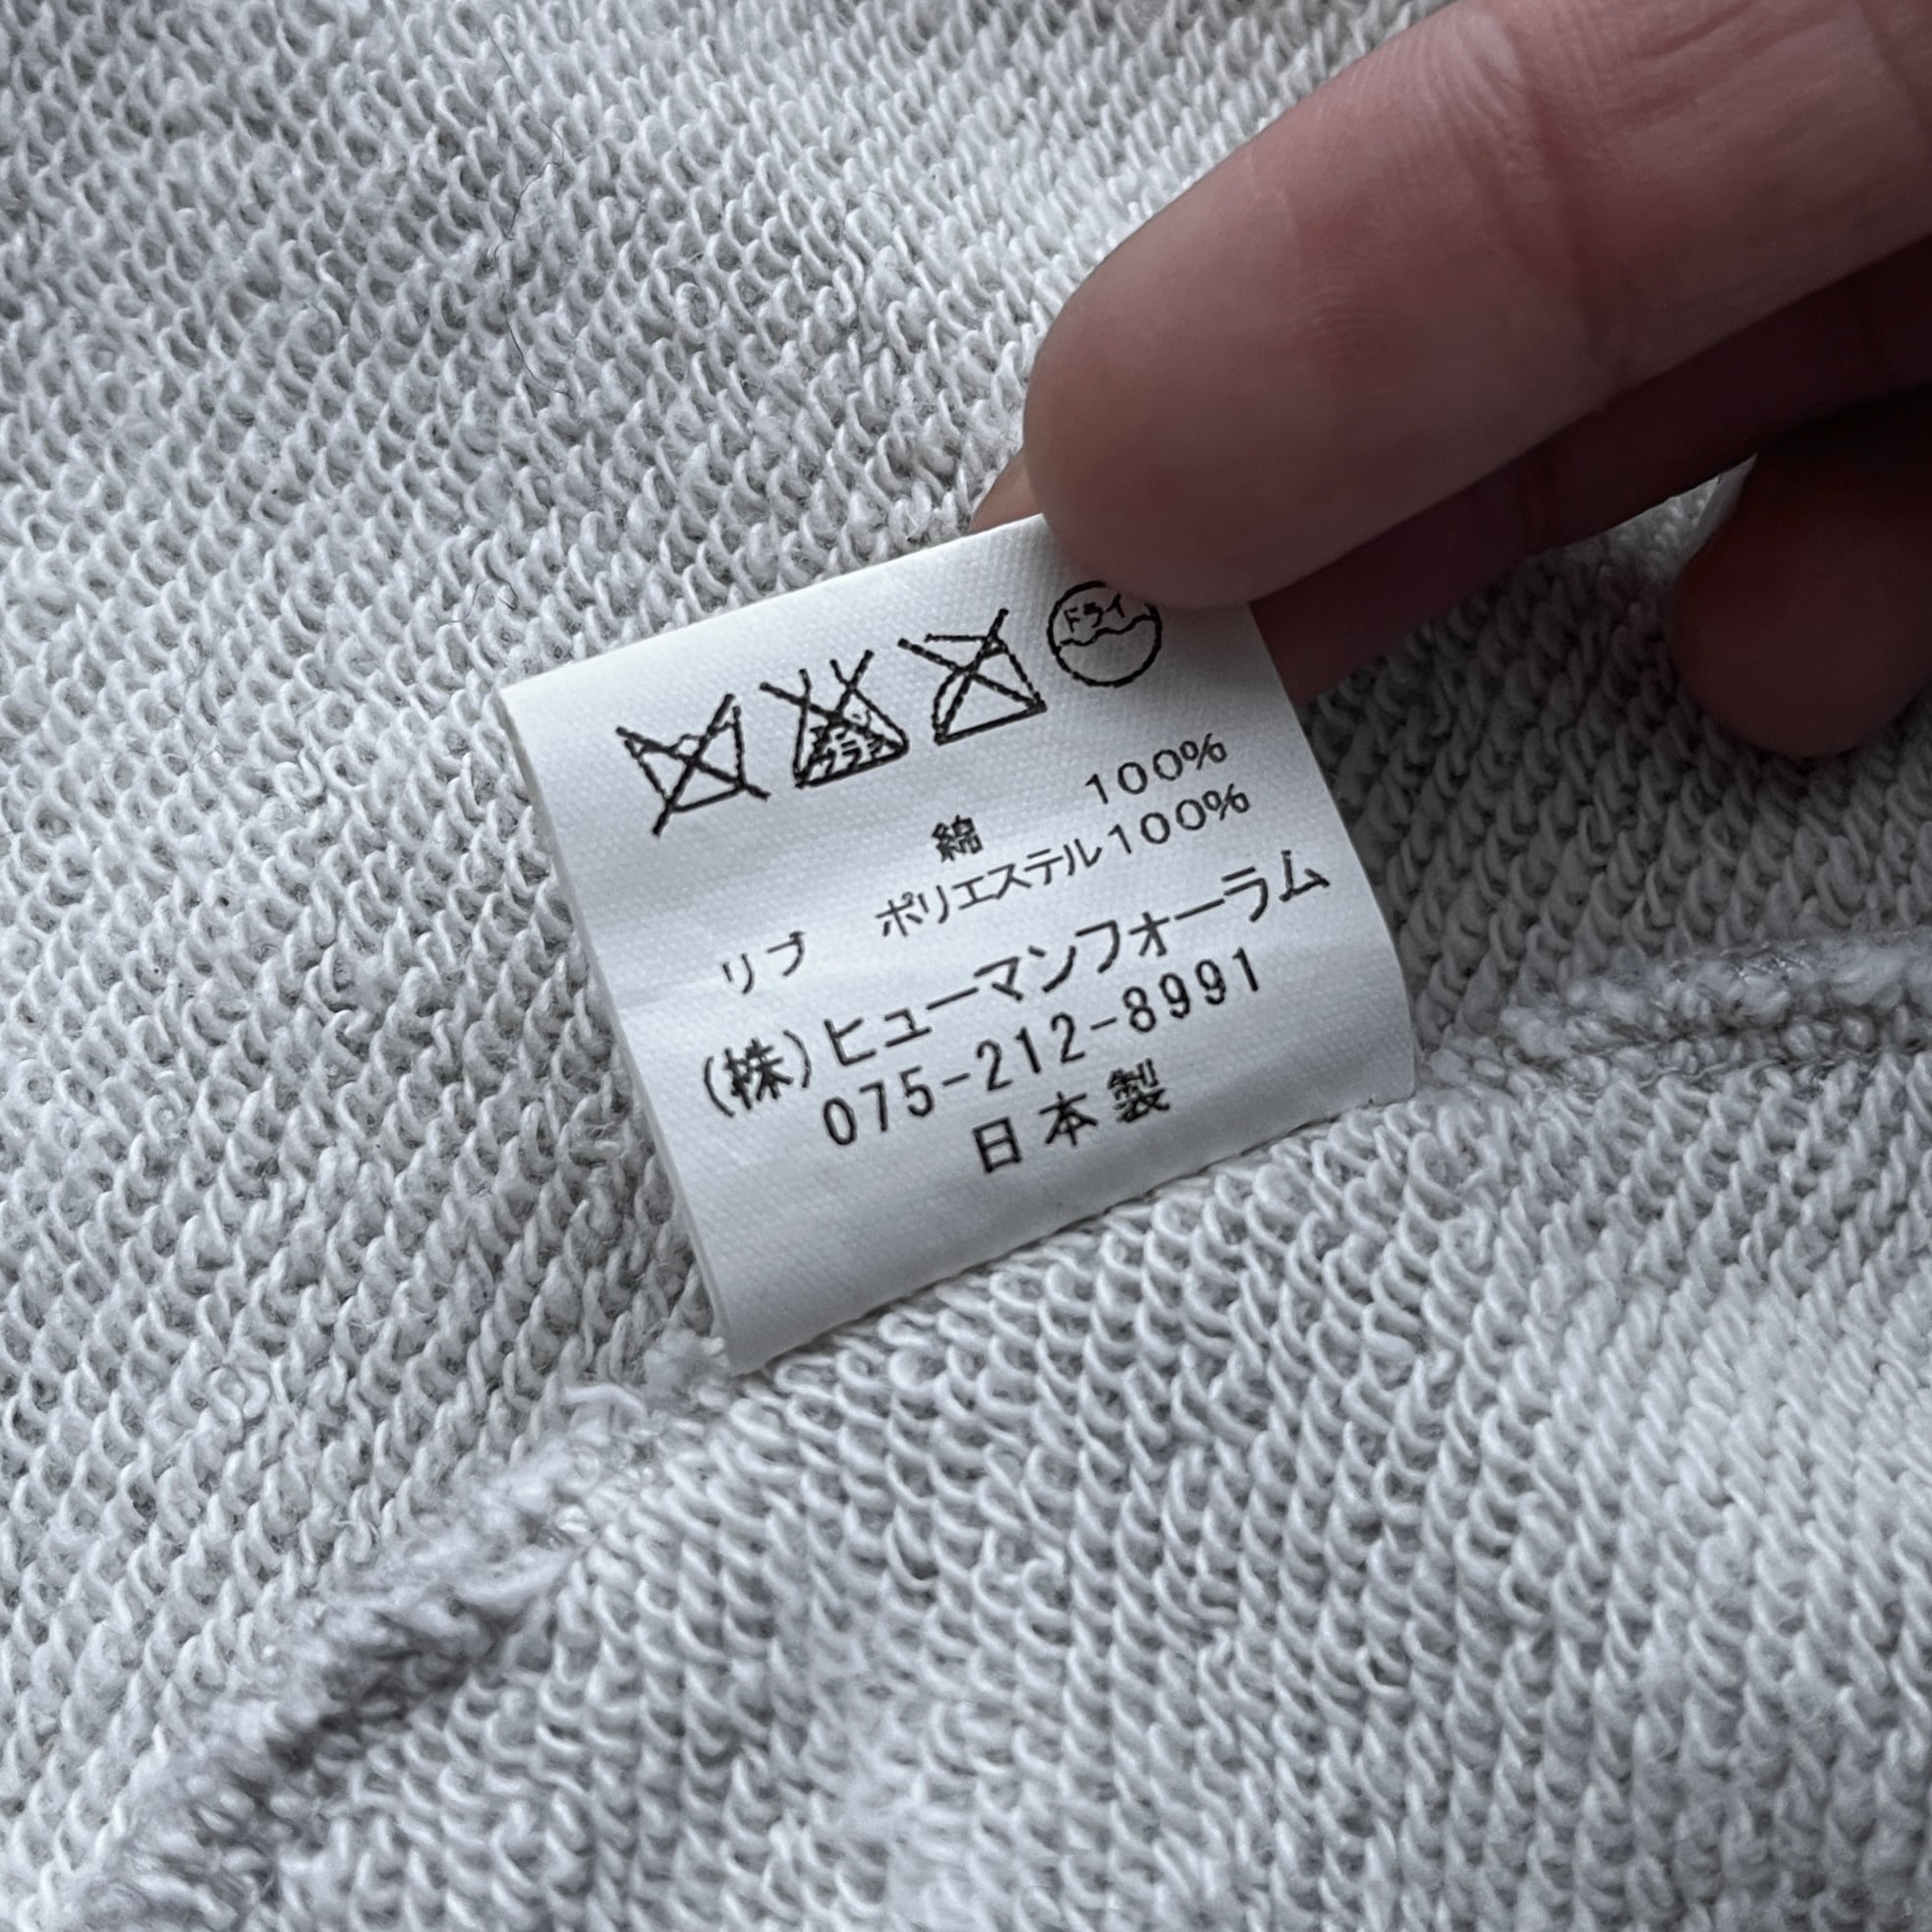 ドライ
綿 100%
リブ ポリエステル100%
(株)ヒューマンフォーラム
075-212-8991
日本製